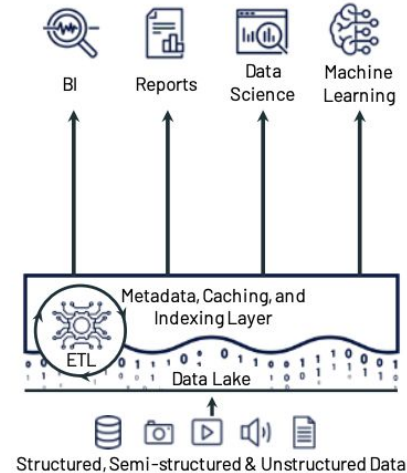 BI
Reports
Data
Science
Machine
Learning
Metadata, Caching, and
Indexing Layer
ETL
Data Lake
Structured, Semi-structured & Unstructured Data